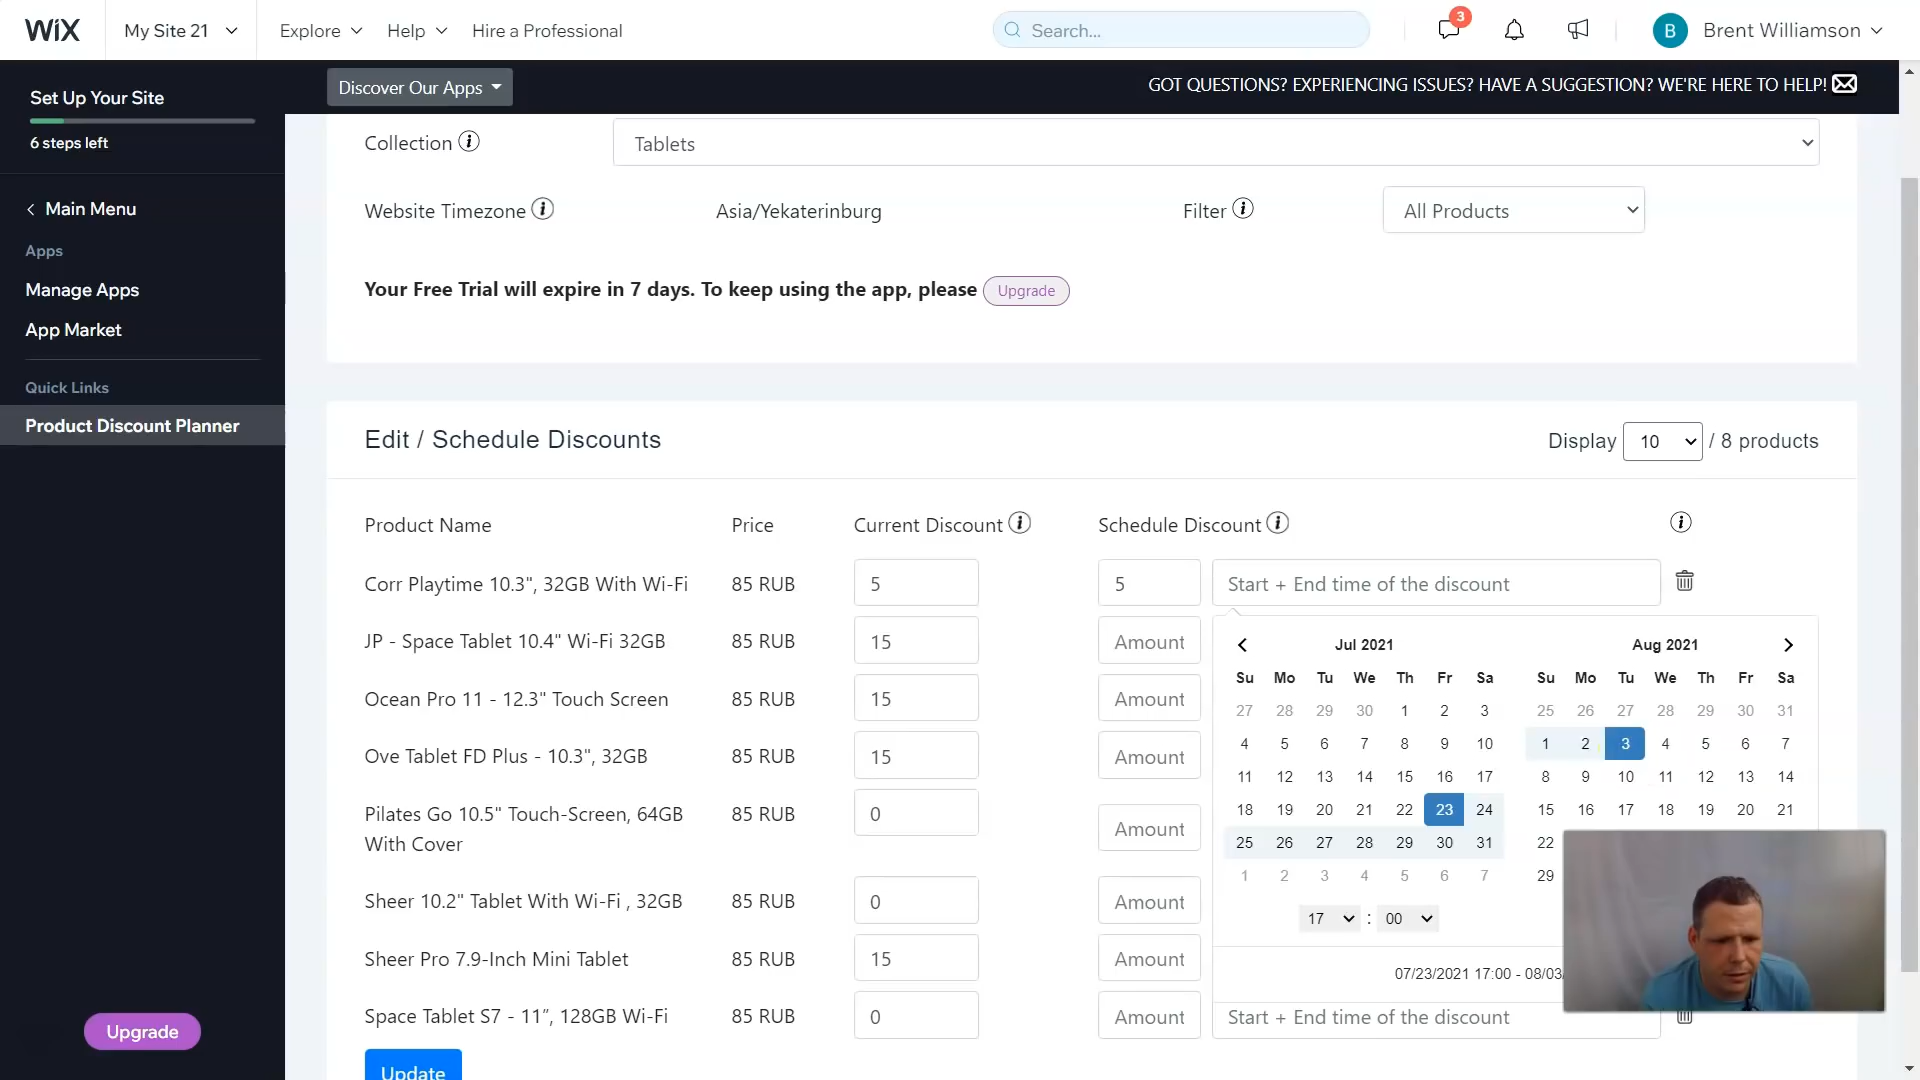 WiX My Site 21 Explore Help Hire a Professional Search... 3 B Brent Williamson
Discover Our Apps GOT QUESTIONS? EXPERIENCING ISSUES? HAVE A SUGGESTION? WE'RE HERE TO HELP!
Set Up Your Site
6 steps left
Main Menu
Apps
Manage Apps
App Market
Quick Links
Product Discount Planner
Upgrade
Collection i Tablets
Website Timezone i Asia/Yekaterinburg Filter i All Products
Your Free Trial will expire in 7 days. To keep using the app, please Upgrade
Edit / Schedule Discounts Display 10 / 8 products
Product Name Price Current Discount i Schedule Discount i i
Corr Playtime 10.3", 32GB With Wi-Fi 85 RUB 5 5 Start + End time of the discount
JP - Space Tablet 10.4" Wi-Fi 32GB 85 RUB 15 Amount
Ocean Pro 11 - 12.3" Touch Screen 85 RUB 15 Amount
Ove Tablet FD Plus - 10.3", 32GB 85 RUB 15 Amount
Pilates Go 10.5" Touch-Screen, 64GB With Cover 85 RUB 0 Amount
Sheer 10.2" Tablet With Wi-Fi , 32GB 85 RUB 0 Amount
Sheer Pro 7.9-Inch Mini Tablet 85 RUB 15 Amount
Space Tablet S7 - 11”, 128GB Wi-Fi 85 RUB 0 Amount Start + End time of the discount
Update
Jul 2021
Su Mo Tu We Th Fr Sa
27 28 29 30 1 2 3
4 5 6 7 8 9 10
11 12 13 14 15 16 17
18 19 20 21 22 23 24
25 26 27 28 29 30 31
1 2 3 4 5 6 7
17 : 00
Aug 2021
Su Mo Tu We Th Fr Sa
25 26 27 28 29 30 31
1 2 3 4 5 6 7
8 9 10 11 12 13 14
15 16 17 18 19 20 21
22
29
07/23/2021 17:00 - 08/03/